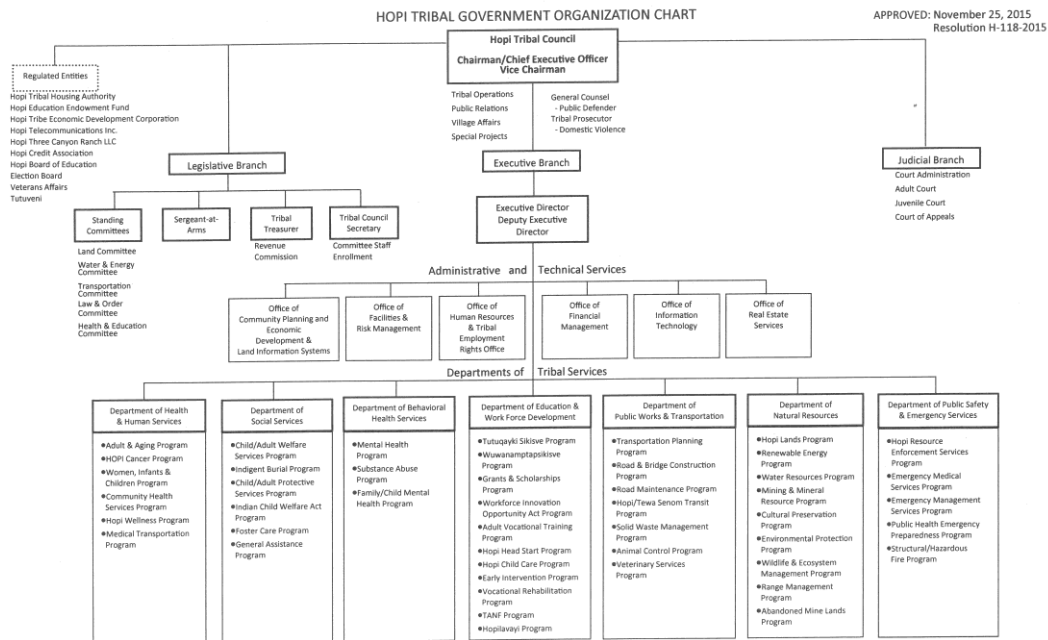 HOPI TRIBAL GOVERNMENT ORGANIZATION CHART
APPROVED: November 25, 2015
Resolution H-118-2015
Hopi Tribal Council
Chairman/Chief Executive Officer
Vice Chairman
Regulated Entities
Hopi Tribal Housing Authority
Hopi Education Endowment Fund
Hopi Tribe Economic Development Corporation
Hopi Telecommunications Inc.
Hopi Three Canyon Ranch LLC
Hopi Credit Association
Hopi Board of Education
Election Board
Veterans Affairs
Tutuveni
Tribal Operations
Public Relations
Village Affairs
Special Projects
General Counsel
- Public Defender
Tribal Prosecutor
- Domestic Violence
Legislative Branch
Executive Branch
Judicial Branch
Court Administration
Adult Court
Juvenile Court
Court of Appeals
Standing
Committees
Land Committee
Water & Energy
Committee
Transportation
Committee
Law & Order
Committee
Health & Education
Committee
Sergeant-at-
Arms
Tribal
Treasurer
Revenue
Commission
Tribal Council
Secretary
Committee Staff
Enrollment
Executive Director
Deputy Executive
Director
Administrative and Technical Services
Office of
Community Planning and
Economic
Development &
Land Information Systems
Office of
Facilities &
Risk Management
Office of
Human Resources
& Tribal
Employment
Rights Office
Office of
Financial
Management
Office of
Information
Technology
Office of
Real Estate
Services
Departments of Tribal Services
Department of Health
& Human Services
•Adult & Aging Program
•HOPI Cancer Program
•Women, Infants &
Children Program
•Community Health
Services Program
•Hopi Wellness Program
•Medical Transportation
Program
Department of
Social Services
•Child/Adult Welfare
Services Program
•Indigent Burial Program
•Child/Adult Protective
Services Program
•Indian Child Welfare Act
Program
•Foster Care Program
•General Assistance
Program
Department of Behavioral
Health Services
•Mental Health
Program
•Substance Abuse
Program
•Family/Child Mental
Health Program
Department of Education &
Work Force Development
•Tutuqayki Sikisve Program
•Wuwanamptapsikisve
Program
•Grants & Scholarships
Program
•Workforce Innovation
Opportunity Act Program
•Adult Vocational Training
Program
•Hopi Head Start Program
•Hopi Child Care Program
•Early Intervention Program
•Vocational Rehabilitation
Program
•TANF Program
•Hopilavayi Program
Department of
Public Works & Transportation
•Transportation Planning
Program
•Road & Bridge Construction
Program
•Road Maintenance Program
•Hopi/Tewa Senom Transit
Program
•Solid Waste Management
Program
•Animal Control Program
•Veterinary Services
Program
Department of
Natural Resources
•Hopi Lands Program
•Renewable Energy
Program
•Water Resources Program
•Mining & Mineral
Resource Program
•Cultural Preservation
Program
•Environmental Protection
Program
•Wildlife & Ecosystem
Management Program
•Range Management
Program
•Abandoned Mine Lands
Program
Department of Public Safety
& Emergency Services
•Hopi Resource
Enforcement Services
Program
•Emergency Medical
Services Program
•Emergency Management
Services Program
•Public Health Emergency
Preparedness Program
•Structural/Hazardous
Fire Program